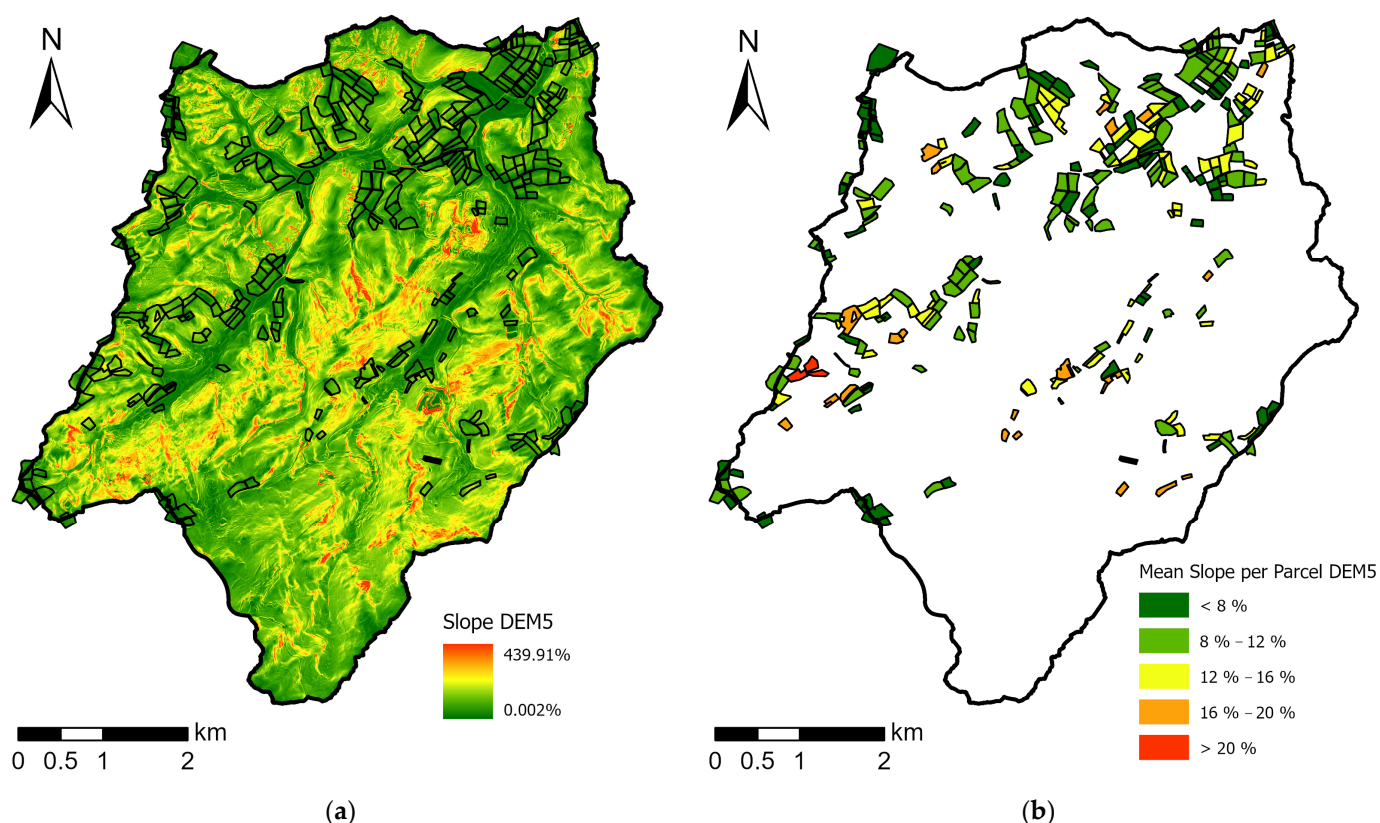 N
Slope DEM5
439.91%
0.002%
km
0 0.5 1 2
(a)
N
Mean Slope per Parcel DEM5
< 8 %
8 % – 12 %
12 % – 16 %
16 % – 20 %
> 20 %
km
0 0.5 1 2
(b)